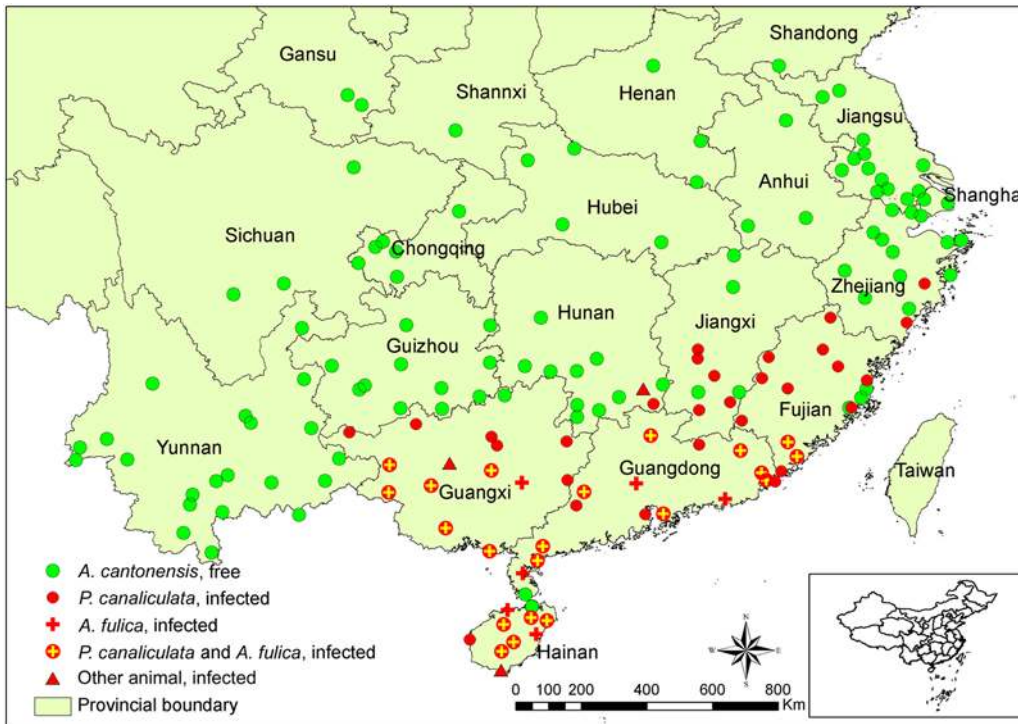 Shandong
Gansu
Shannxi
Henan
Jiangsu
Anhui
Shangha
Hubei
Sichuan
Chongqing
Zhejiang
Hunan
Jiangxi
Guizhou
Fujian
Yunnan
Taiwan
Guangdong
Guangxi
Hainan
A. cantonensis, free
P. canaliculata, infected
A. fulica, infected
P. canaliculata and A. fulica, infected
Other animal, infected
Provincial boundary
N
W E
S
0 100 200 400 600 800
Km